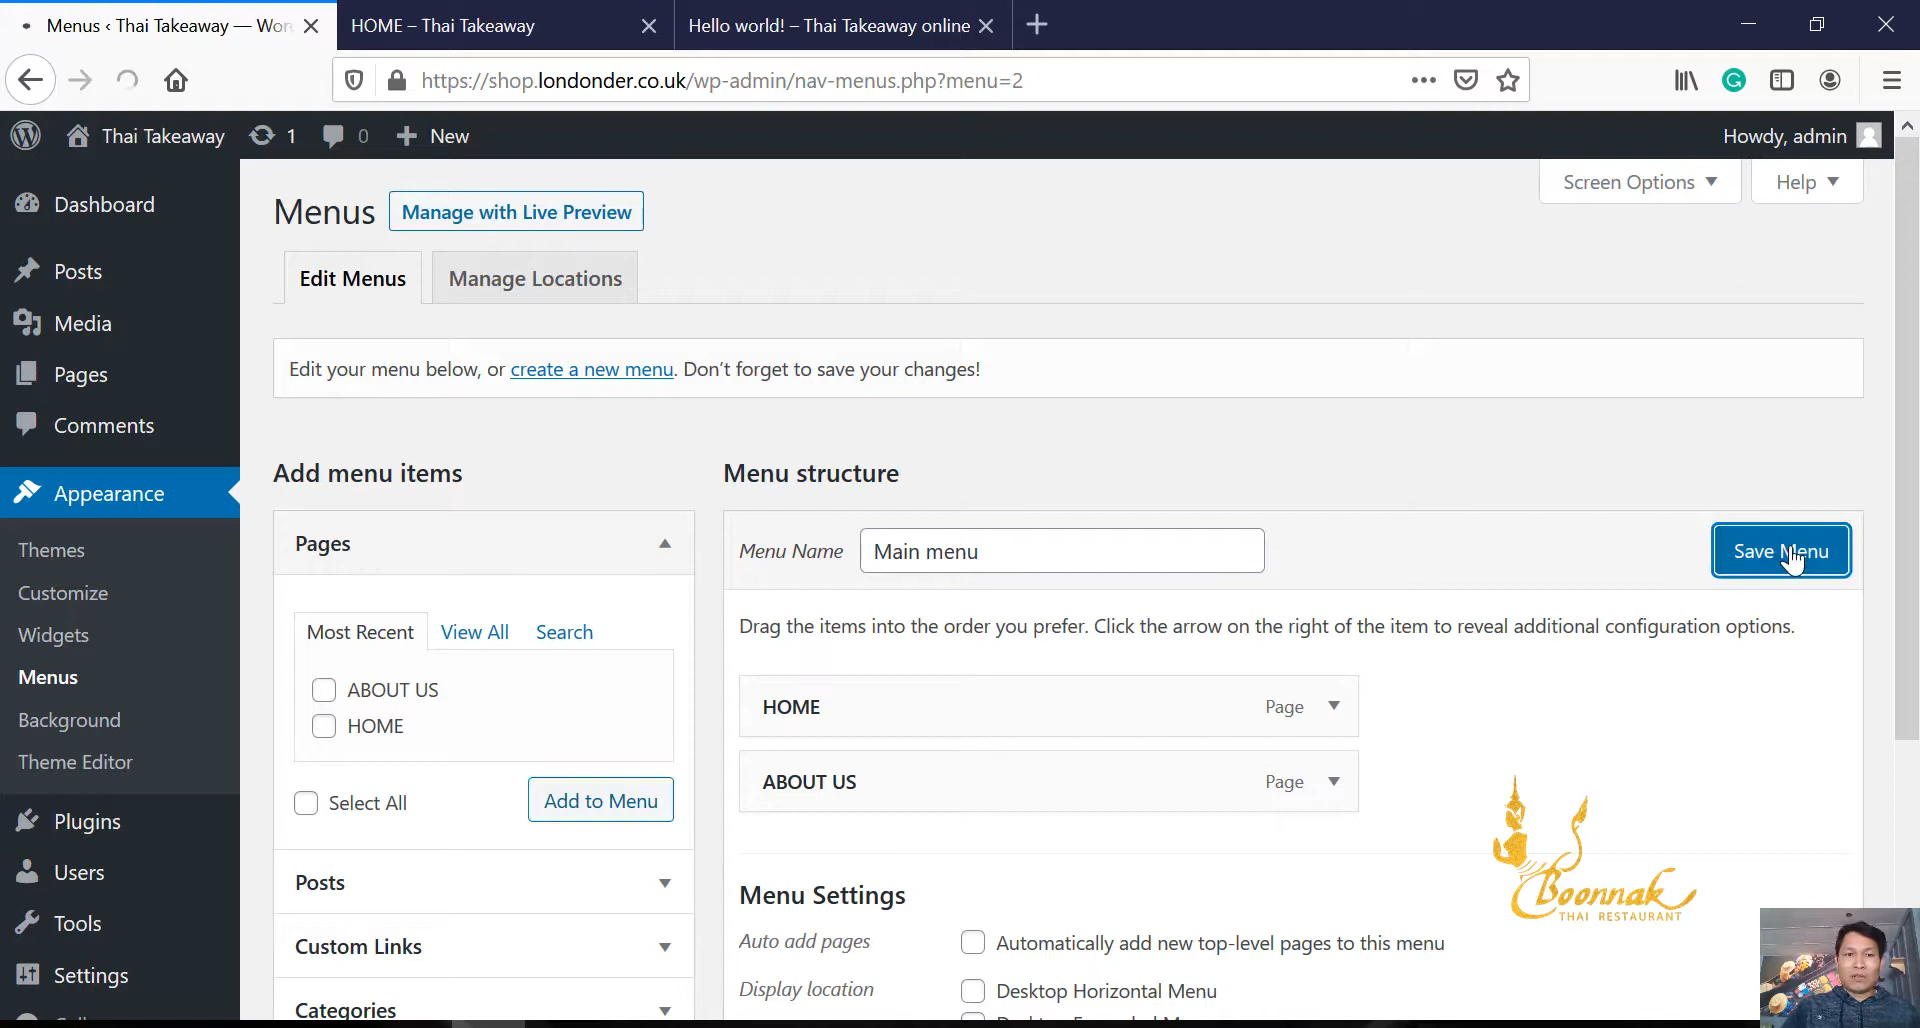 Menus ‹ Thai Takeaway — Wor
HOME – Thai Takeaway
Hello world! – Thai Takeaway online
https://shop.londonder.co.uk/wp-admin/nav-menus.php?menu=2
Thai Takeaway
1
0
New
Howdy, admin
Dashboard
Posts
Media
Pages
Comments
Appearance
Themes
Customize
Widgets
Menus
Background
Theme Editor
Plugins
Users
Tools
Settings
Screen Options
Help
Menus
Manage with Live Preview
Edit Menus
Manage Locations
Edit your menu below, or create a new menu. Don’t forget to save your changes!
Add menu items
Pages
Most Recent
View All
Search
ABOUT US
HOME
Select All
Add to Menu
Posts
Custom Links
Categories
Menu structure
Menu Name
Main menu
Save Menu
Drag the items into the order you prefer. Click the arrow on the right of the item to reveal additional configuration options.
HOME Page
ABOUT US Page
Menu Settings
Auto add pages
Automatically add new top-level pages to this menu
Display location
Desktop Horizontal Menu
Boonnak
THAI RESTAURANT